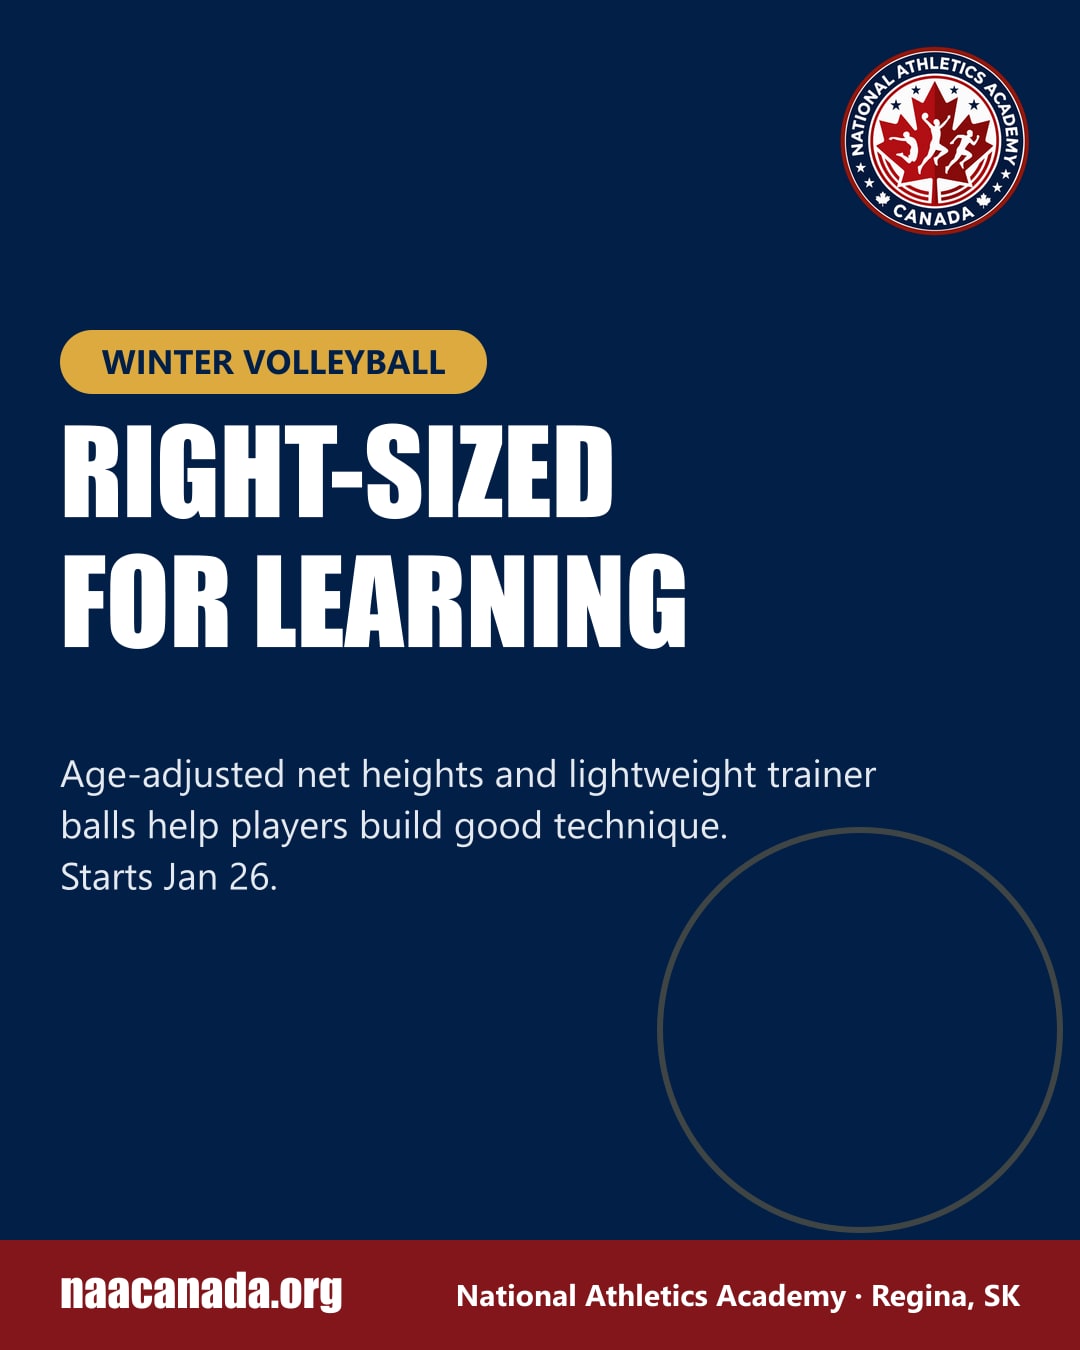 NATIONAL ATHLETICS ACADEMY
CANADA
WINTER VOLLEYBALL
RIGHT-SIZED
FOR LEARNING
Age-adjusted net heights and lightweight trainer
balls help players build good technique.
Starts Jan 26.
naacanada.org
National Athletics Academy · Regina, SK